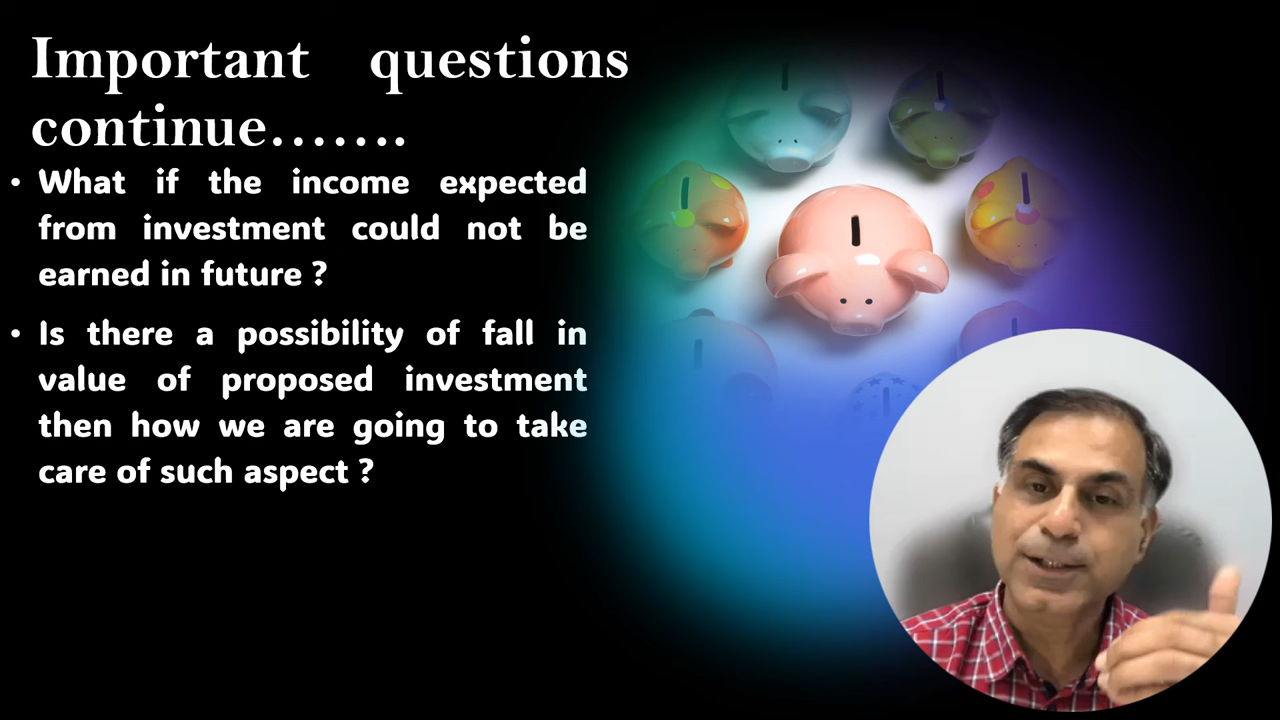 Important questions
continue.......
• What if the income expected
from investment could not be
earned in future ?
• Is there a possibility of fall in
value of proposed investment
then how we are going to take
care of such aspect ?